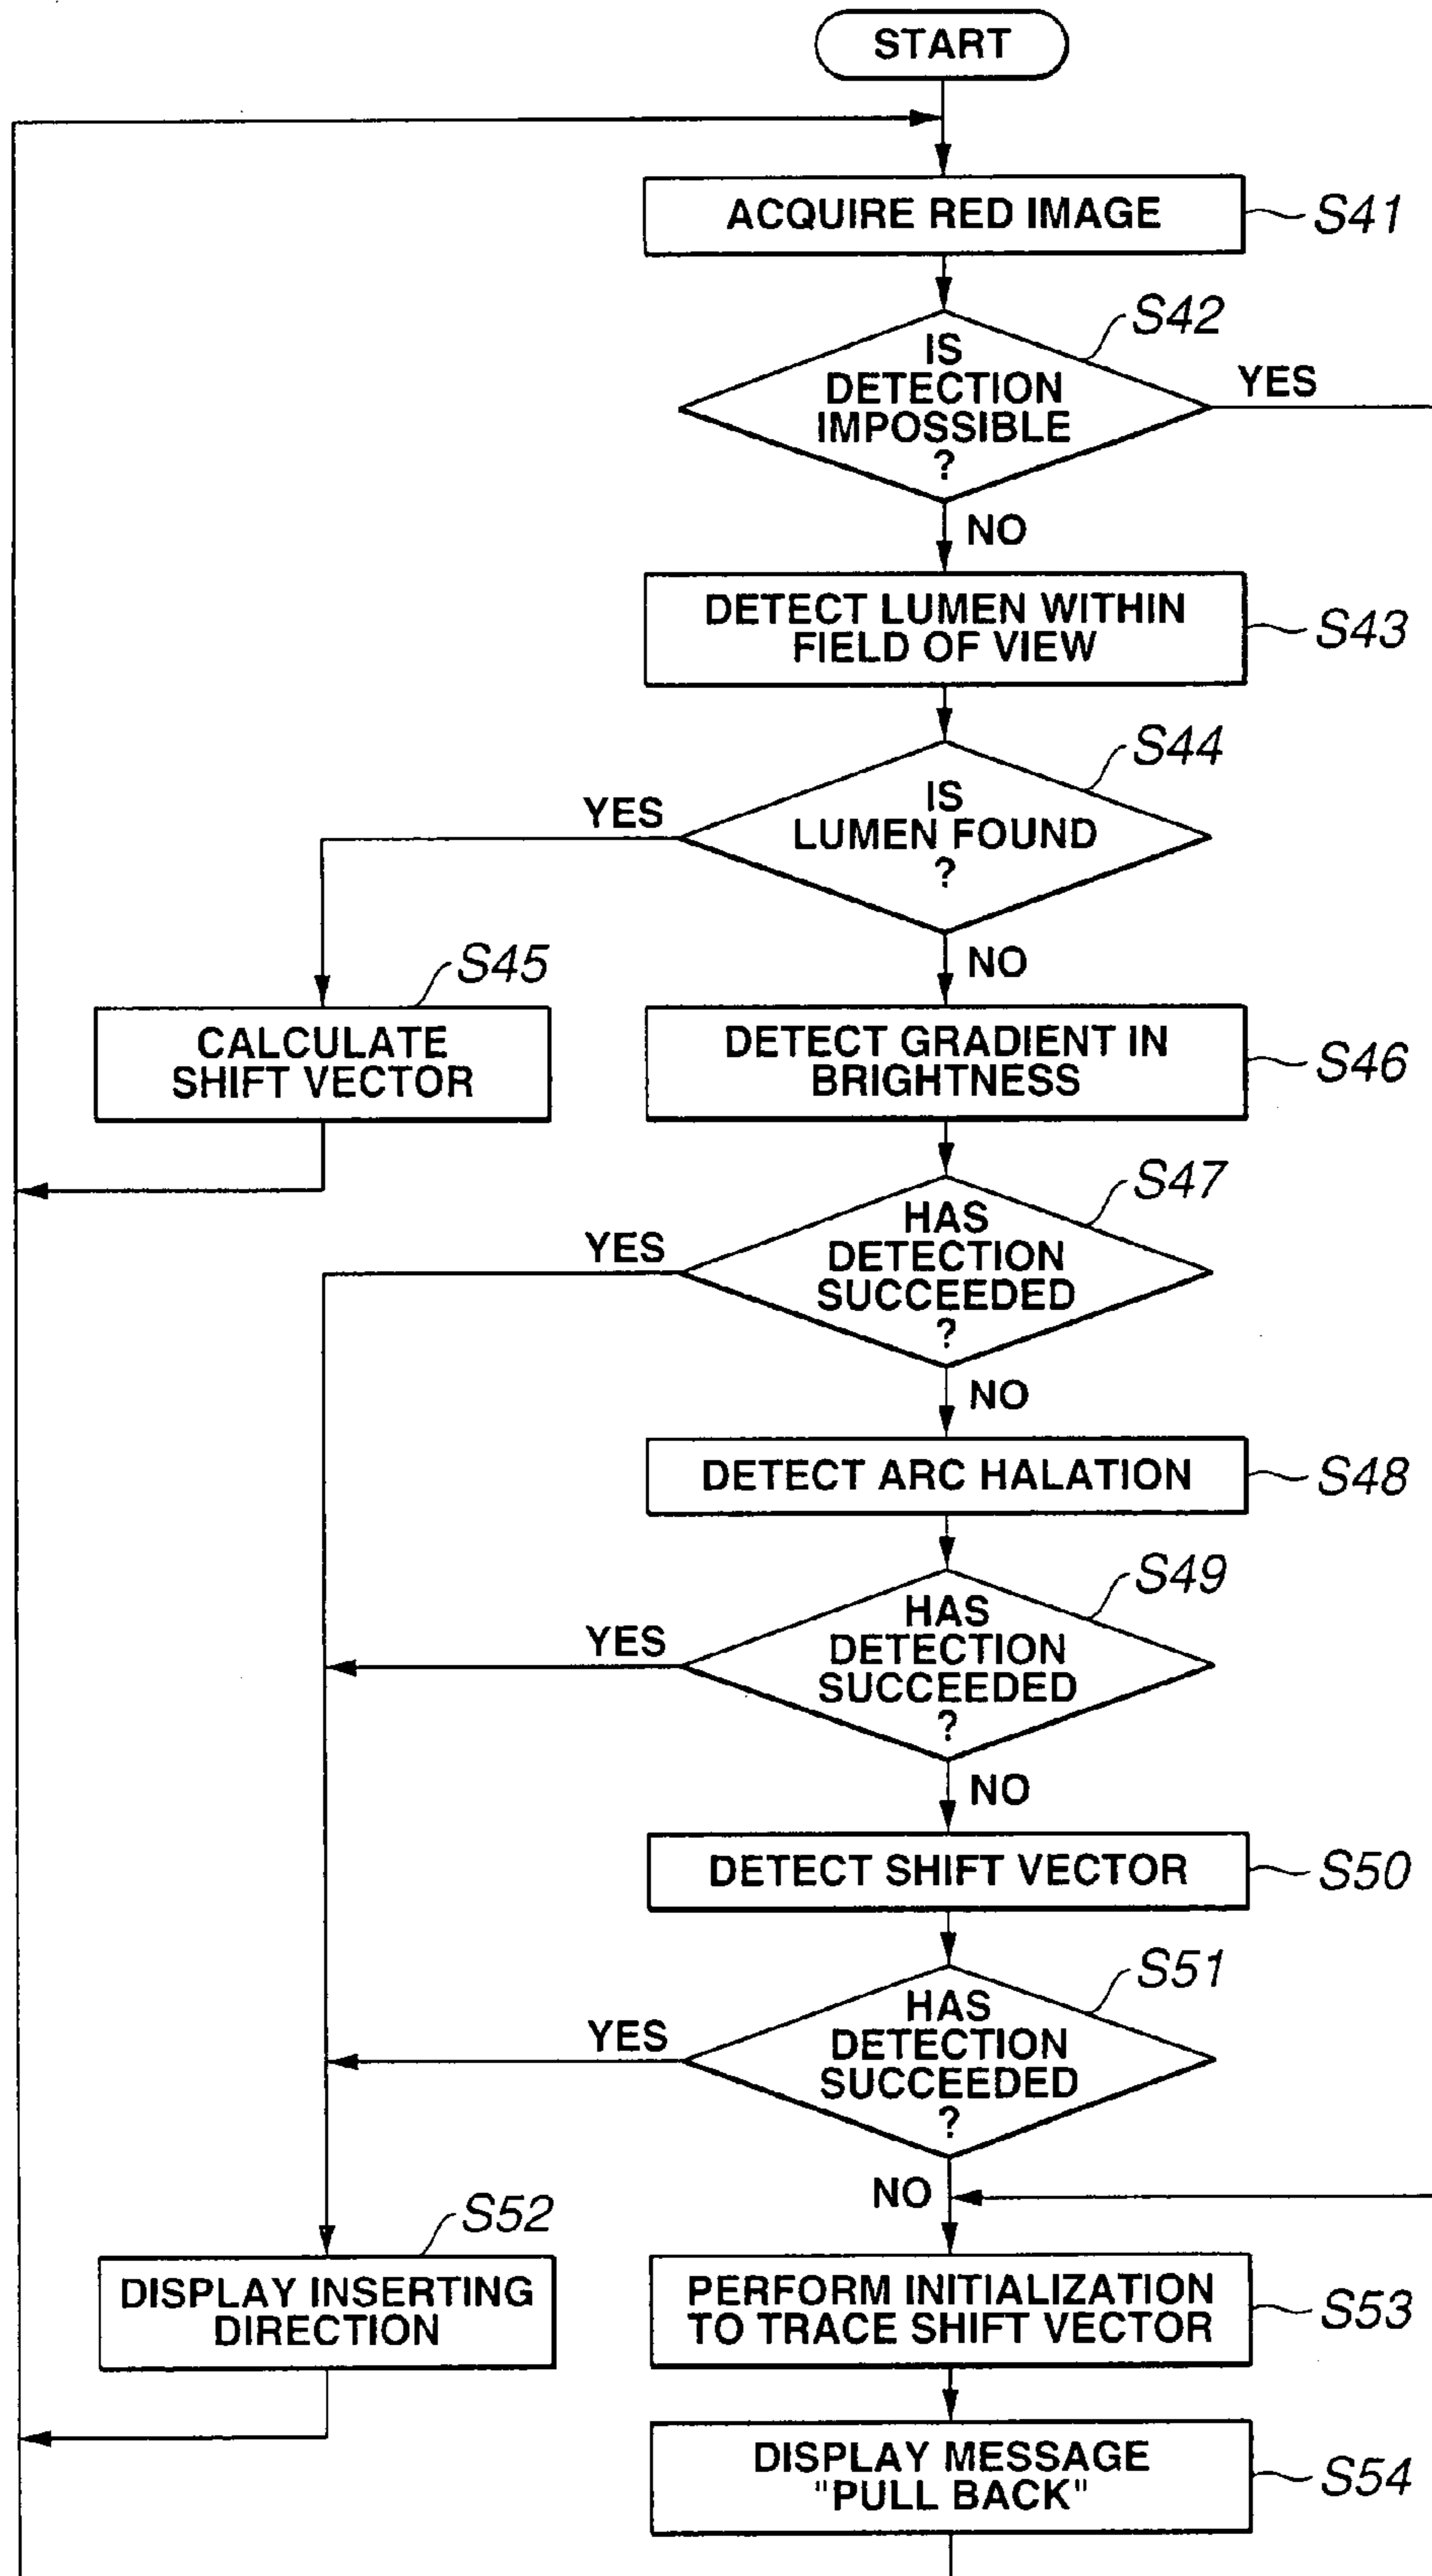 START
ACQUIRE RED IMAGE
S41
S42
IS
DETECTION
IMPOSSIBLE
?
YES
NO
DETECT LUMEN WITHIN
FIELD OF VIEW
S43
S44
IS
LUMEN FOUND
?
YES
NO
S45
CALCULATE
SHIFT VECTOR
DETECT GRADIENT IN
BRIGHTNESS
S46
S47
HAS
DETECTION
SUCCEEDED
?
YES
NO
DETECT ARC HALATION
S48
S49
HAS
DETECTION
SUCCEEDED
?
YES
NO
DETECT SHIFT VECTOR
S50
S51
HAS
DETECTION
SUCCEEDED
?
YES
NO
S52
DISPLAY INSERTING
DIRECTION
PERFORM INITIALIZATION
TO TRACE SHIFT VECTOR
S53
DISPLAY MESSAGE
"PULL BACK"
S54